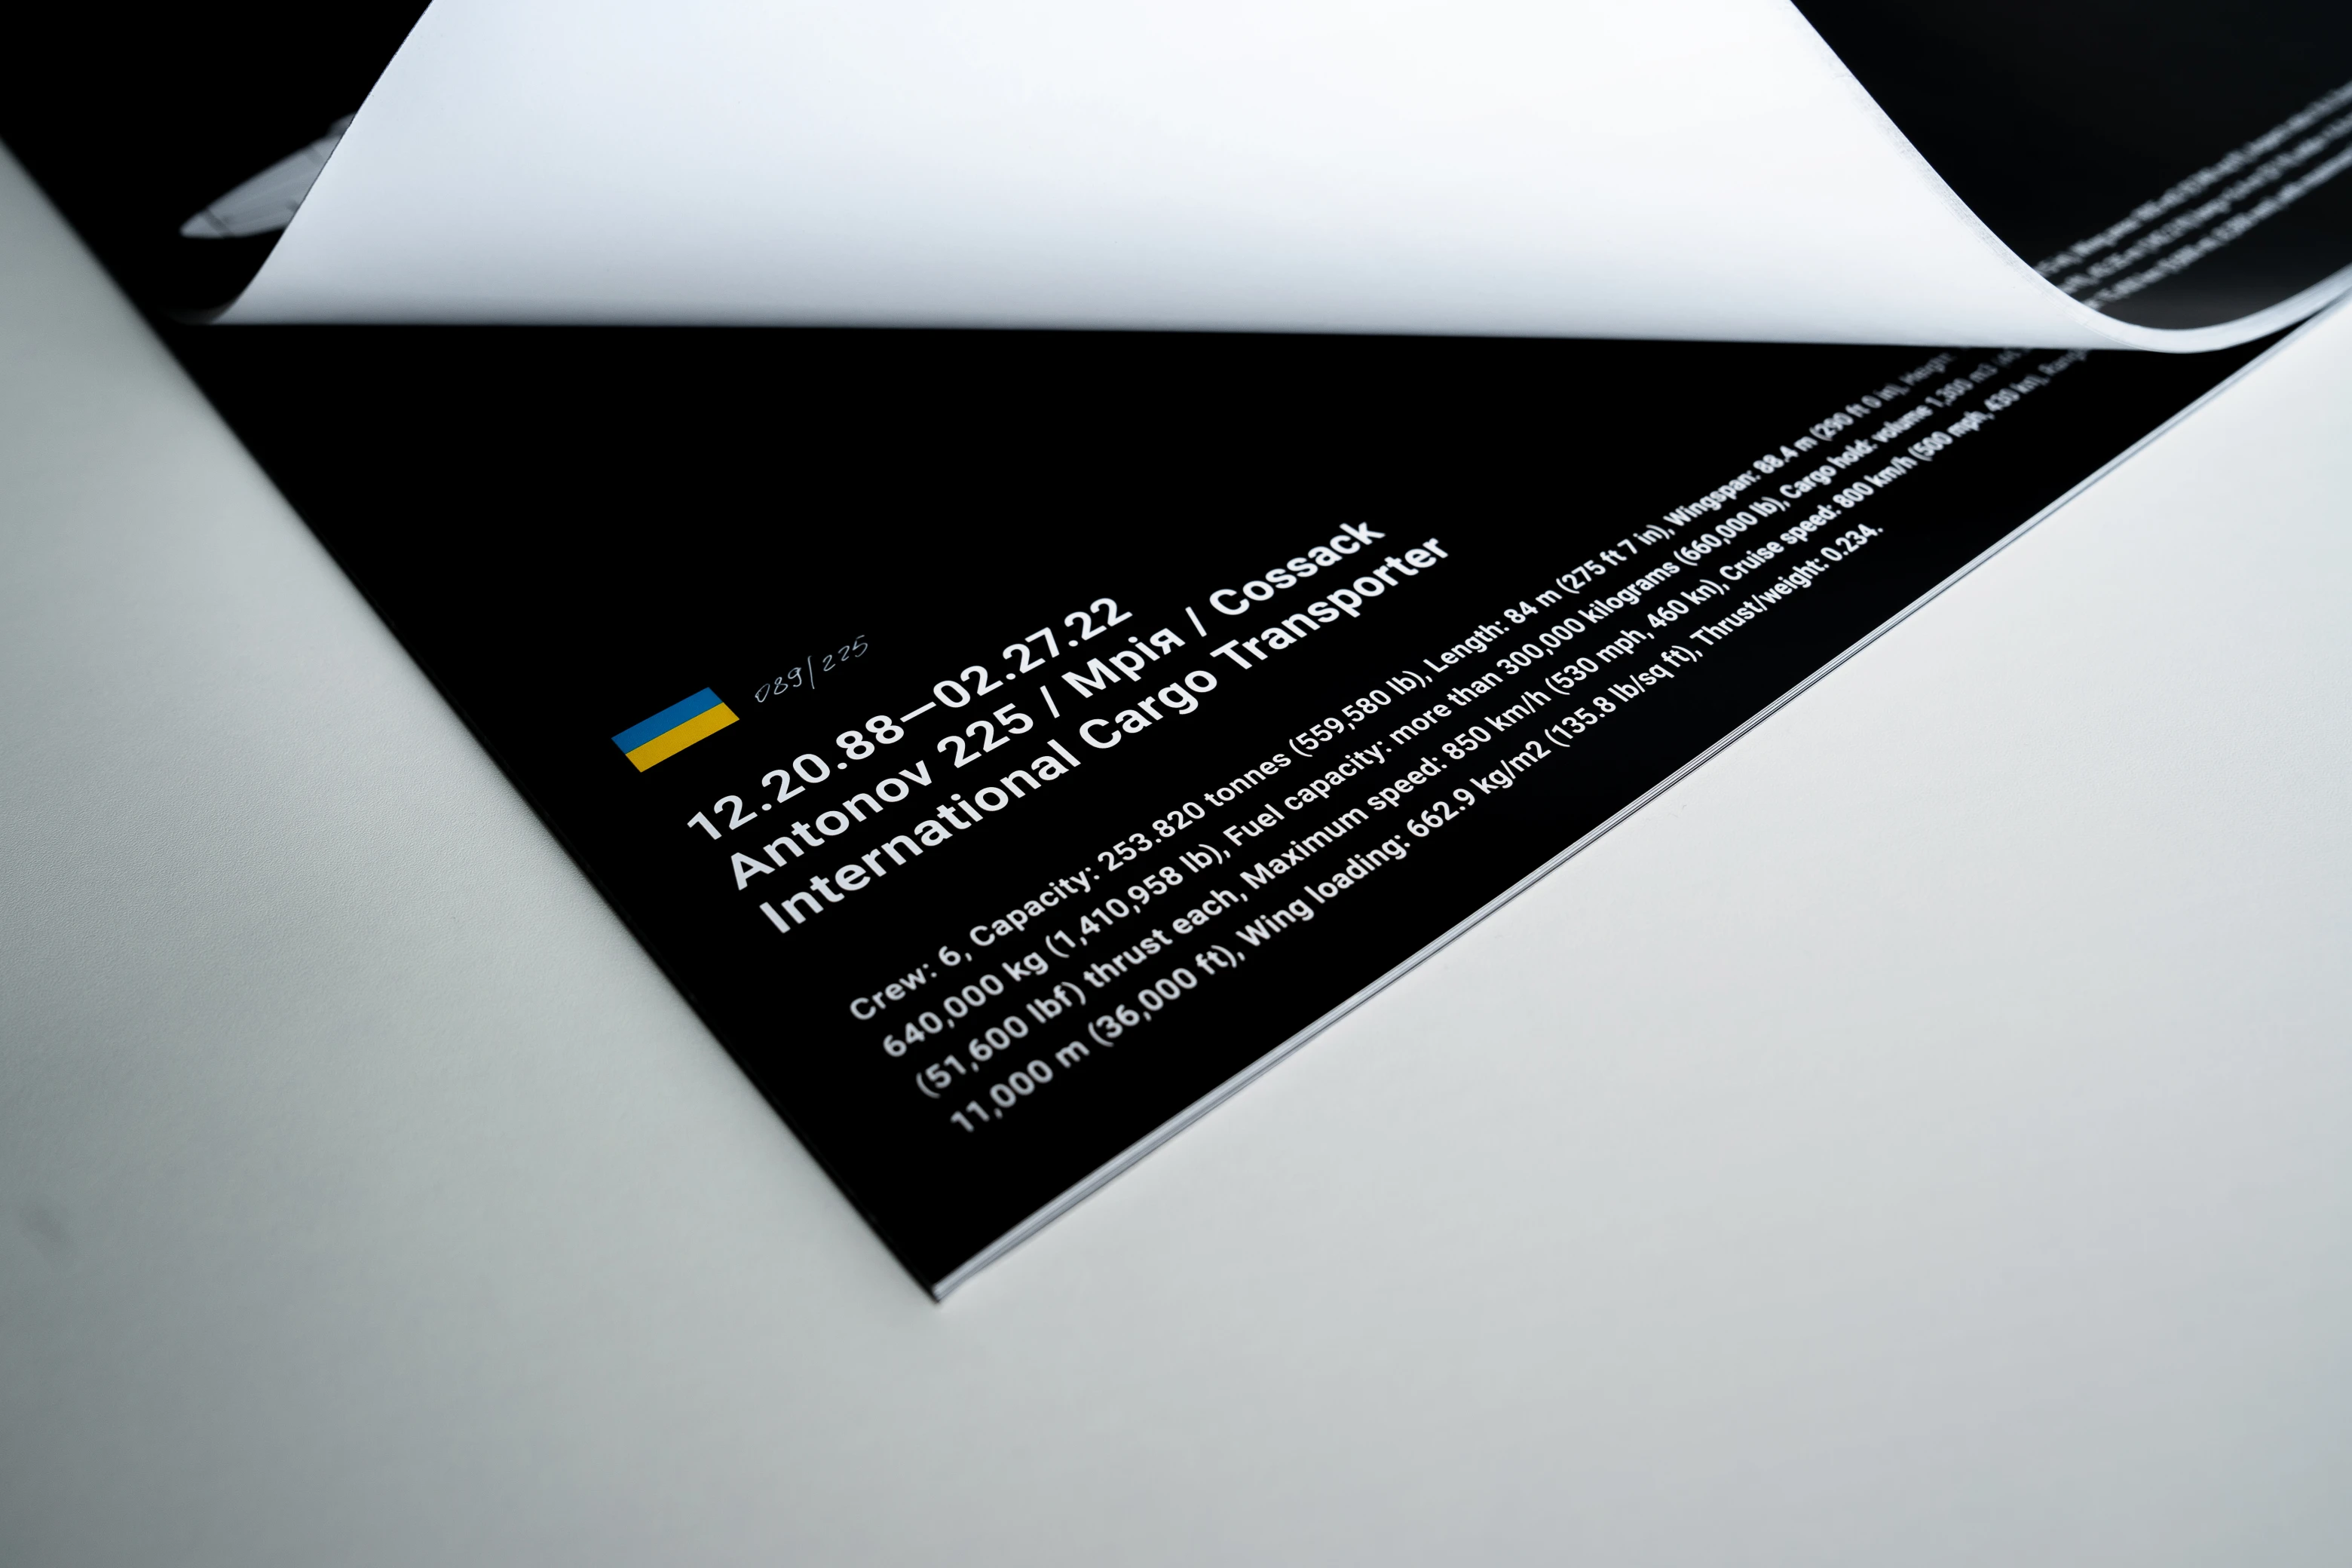 089/225
12.20.88—02.27.22
Antonov 225 / Мрія / Cossack
International Cargo Transporter
Crew: 6, Capacity: 253.820 tonnes (559,580 lb), Length: 84 m (275 ft 7 in), Wingspan: 88.4 m (290 ft 0 in), Height:
640,000 kg (1,410,958 lb), Fuel capacity: more than 300,000 kilograms (660,000 lb), Cargo hold: volume 1,300 m3
(51,600 lbf) thrust each, Maximum speed: 850 km/h (530 mph, 460 kn), Cruise speed: 800 km/h (500 mph, 430 kn),
11,000 m (36,000 ft), Wing loading: 662.9 kg/m2 (135.8 lb/sq ft), Thrust/weight: 0.234.